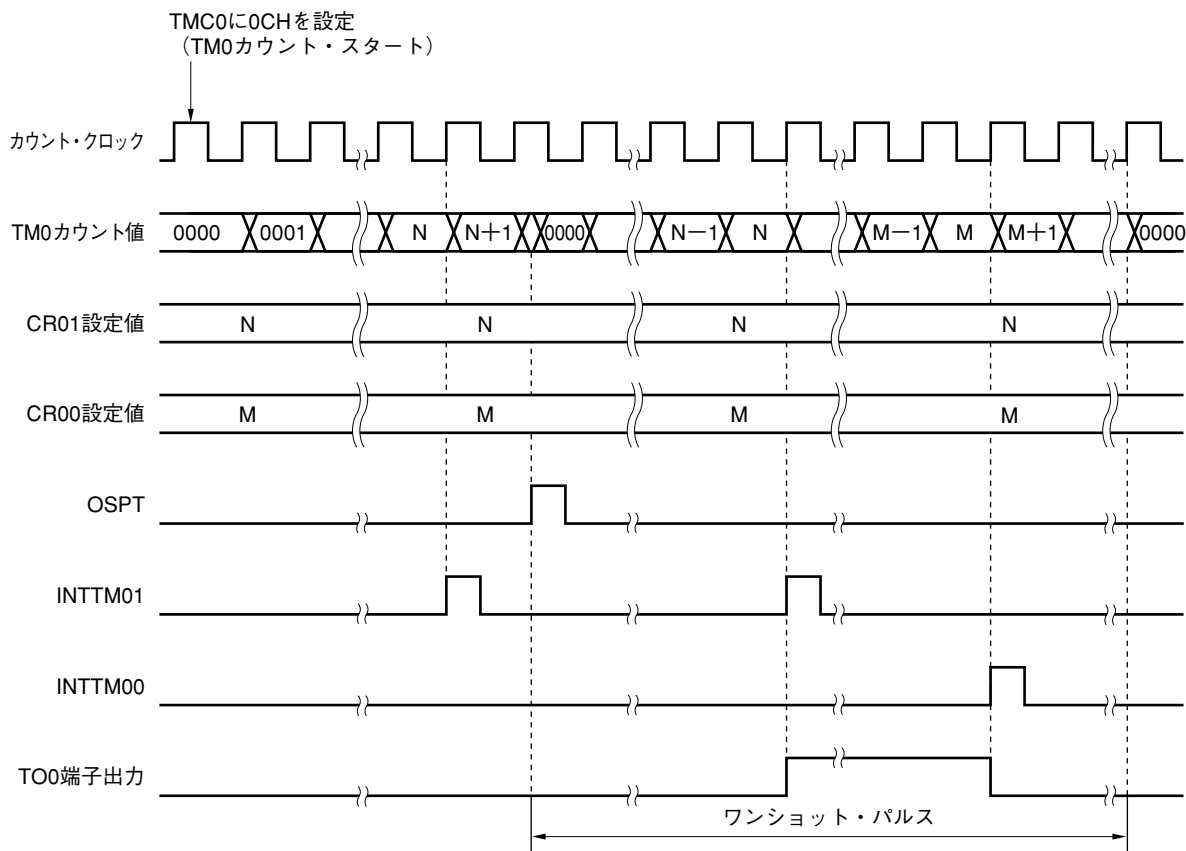 TMC0に0CHを設定
（TM0カウント・スタート）
カウント・クロック
TM0カウント値 0000 0001 N N＋1 0000 N－1 N M－1 M M＋1 0000
CR01設定値 N N N N
CR00設定値 M M M M
OSPT
INTTM01
INTTM00
TO0端子出力
ワンショット・パルス